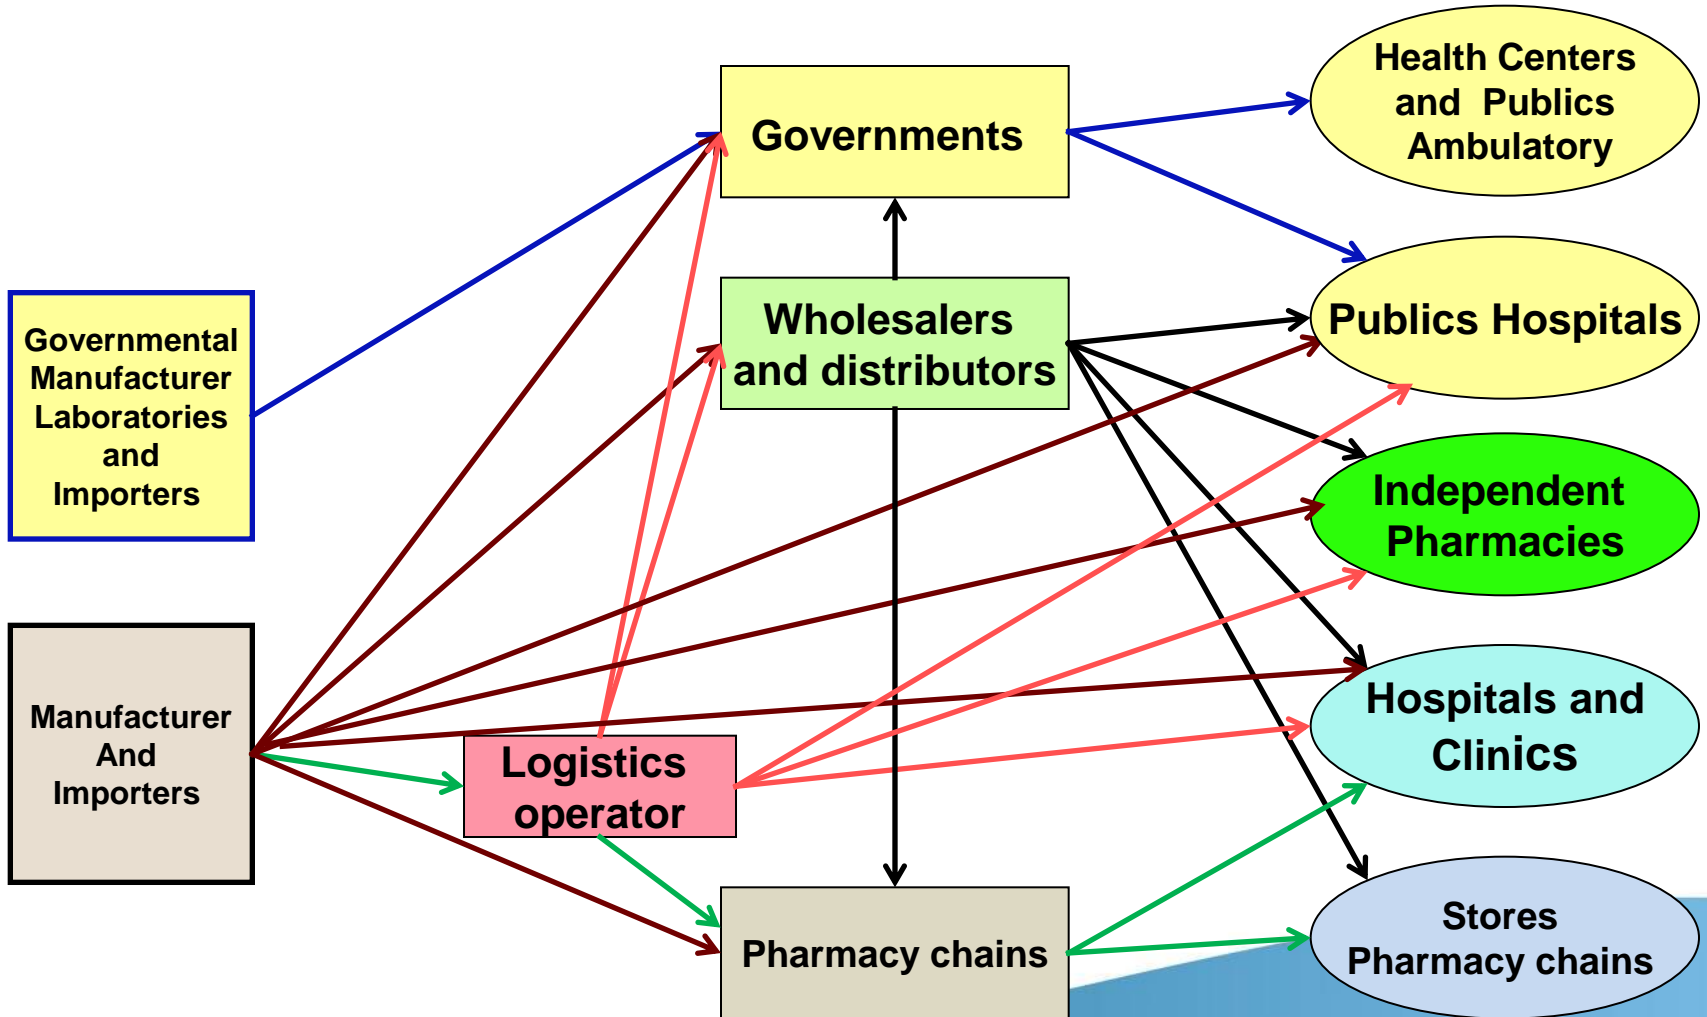 Governmental
Manufacturer
Laboratories
and
Importers
Manufacturer
And
Importers
Logistics
operator
Governments
Wholesalers
and distributors
Pharmacy chains
Health Centers
and Publics
Ambulatory
Publics Hospitals
Independent
Pharmacies
Hospitals and
Clinics
Stores
Pharmacy chains